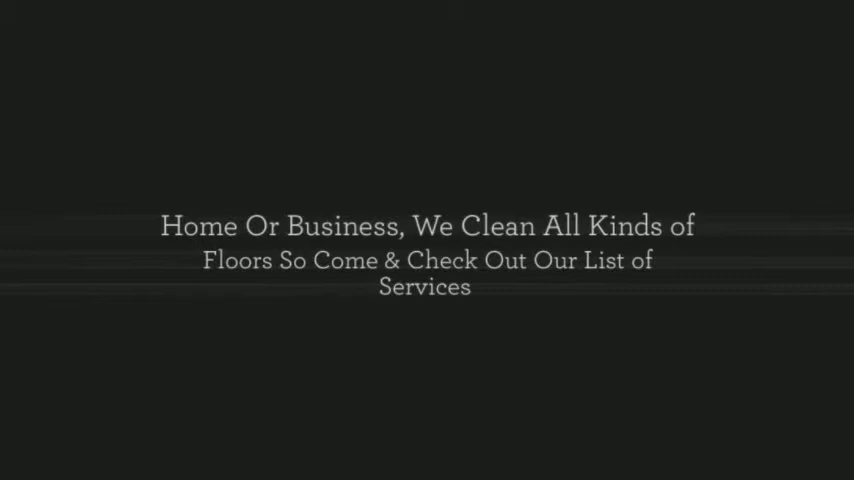 Home Or Business, We Clean All Kinds of
Floors So Come & Check Out Our List of
Services